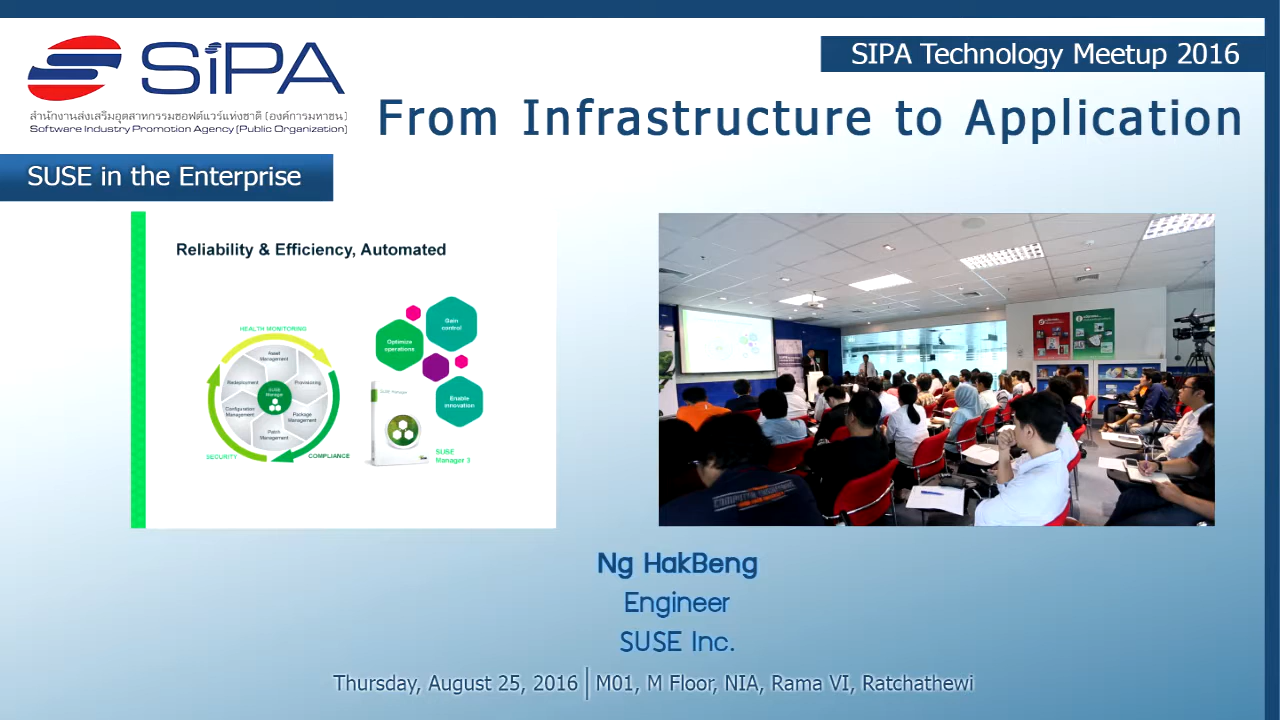 SIPA Technology Meetup 2016
SiPA
สำนักงานส่งเสริมอุตสาหกรรมซอฟต์แวร์แห่งชาติ (องค์การมหาชน)
Software Industry Promotion Agency (Public Organization)
From Infrastructure to Application
SUSE in the Enterprise
Reliability & Efficiency, Automated
HEALTH MONITORING
Asset
Management
Redeployment
Provisioning
SUSE
Manager
Configuration
Management
Package
Management
Patch
Management
SECURITY
COMPLIANCE
Gain
control
Optimize
operations
Enable
innovation
SUSE Manager
SUSE
Manager 3
Ng HakBeng
Engineer
SUSE Inc.
Thursday, August 25, 2016 | M01, M Floor, NIA, Rama VI, Ratchathewi